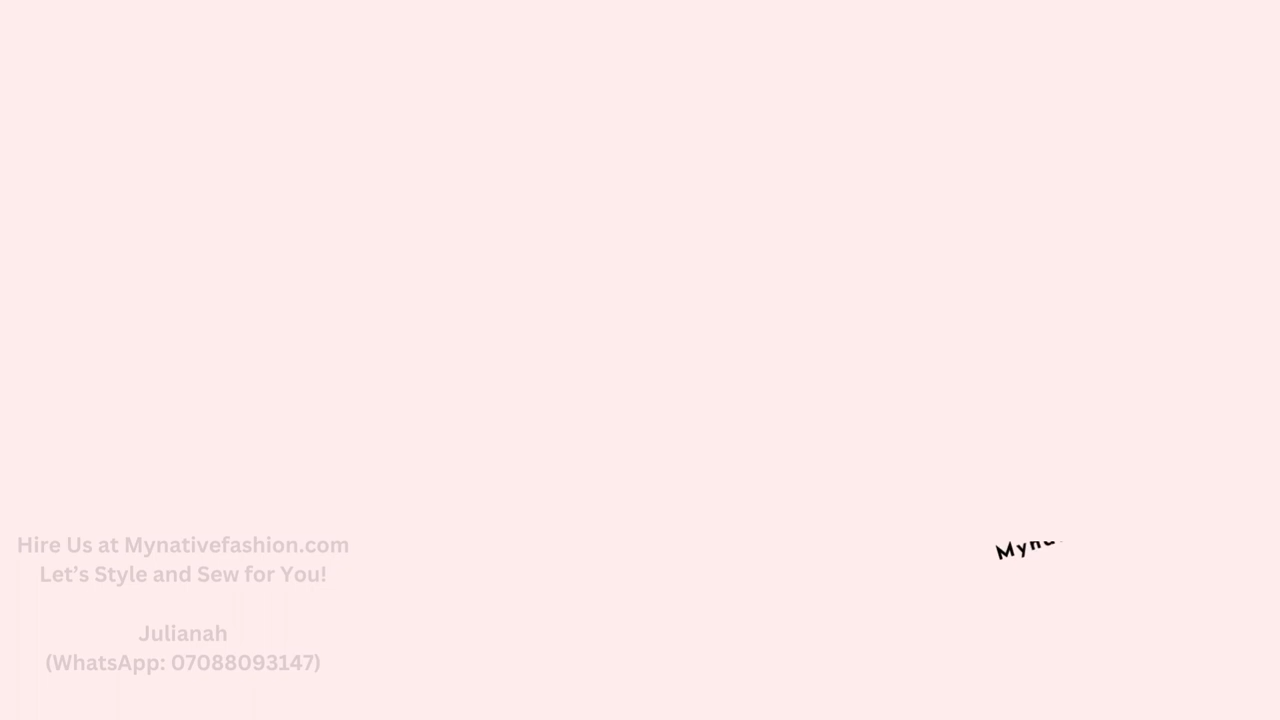 Hire Us at Mynativefashion.com
Let’s Style and Sew for You!
Julianah
(WhatsApp: 07088093147)